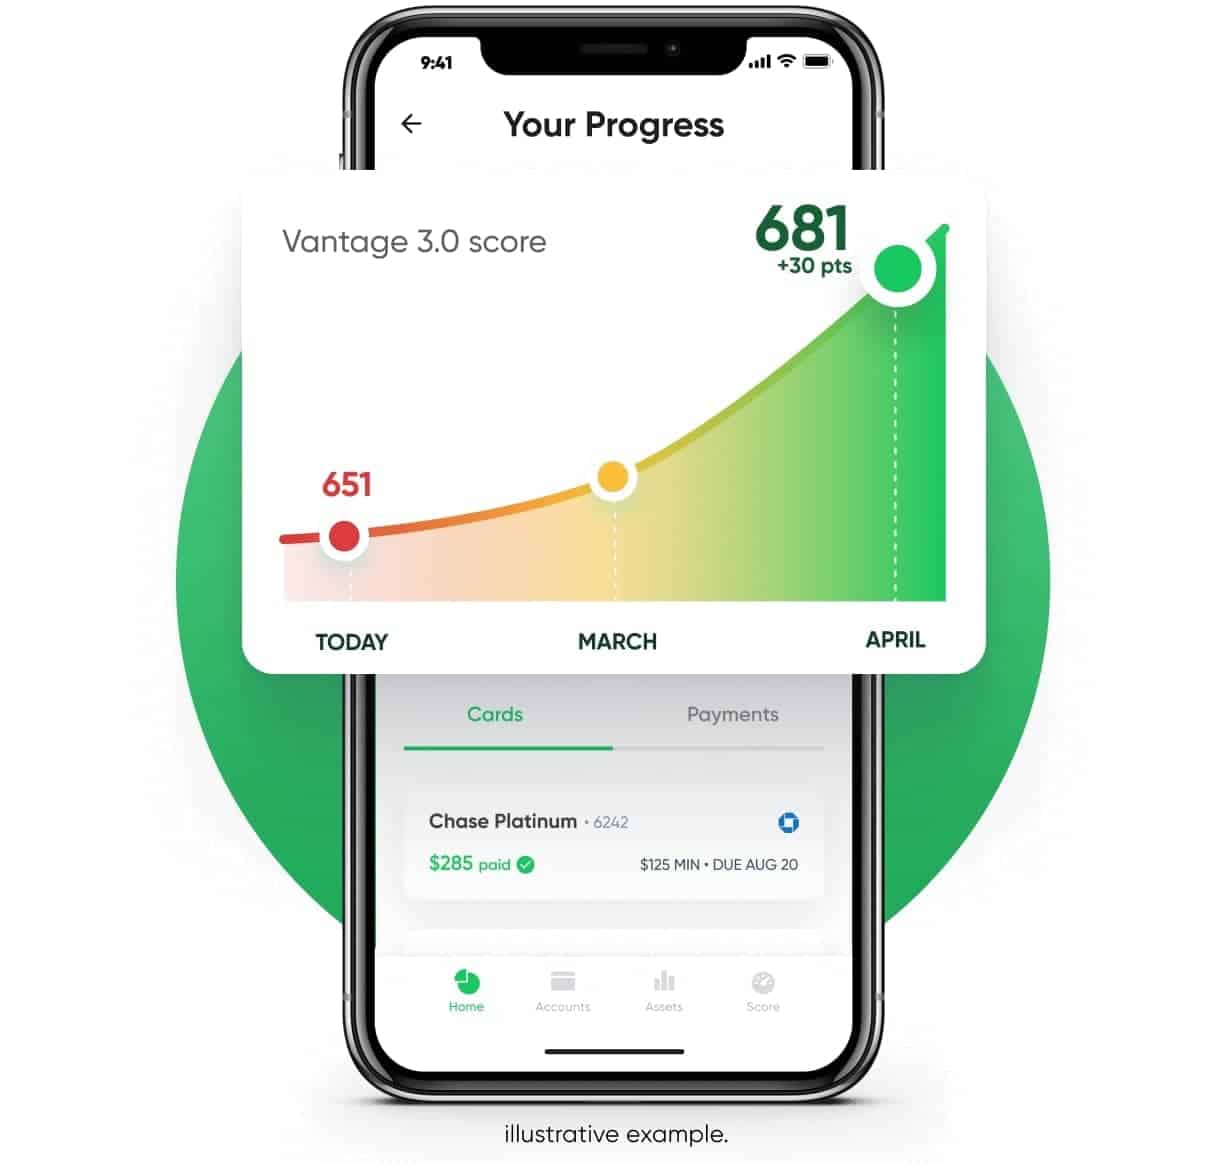 9:41
Your Progress
Vantage 3.0 score
681
+30 pts
651
TODAY MARCH APRIL
Cards Payments
Chase Platinum • 6242
$285 paid $125 MIN • DUE AUG 20
Home Accounts Assets Score
illustrative example.